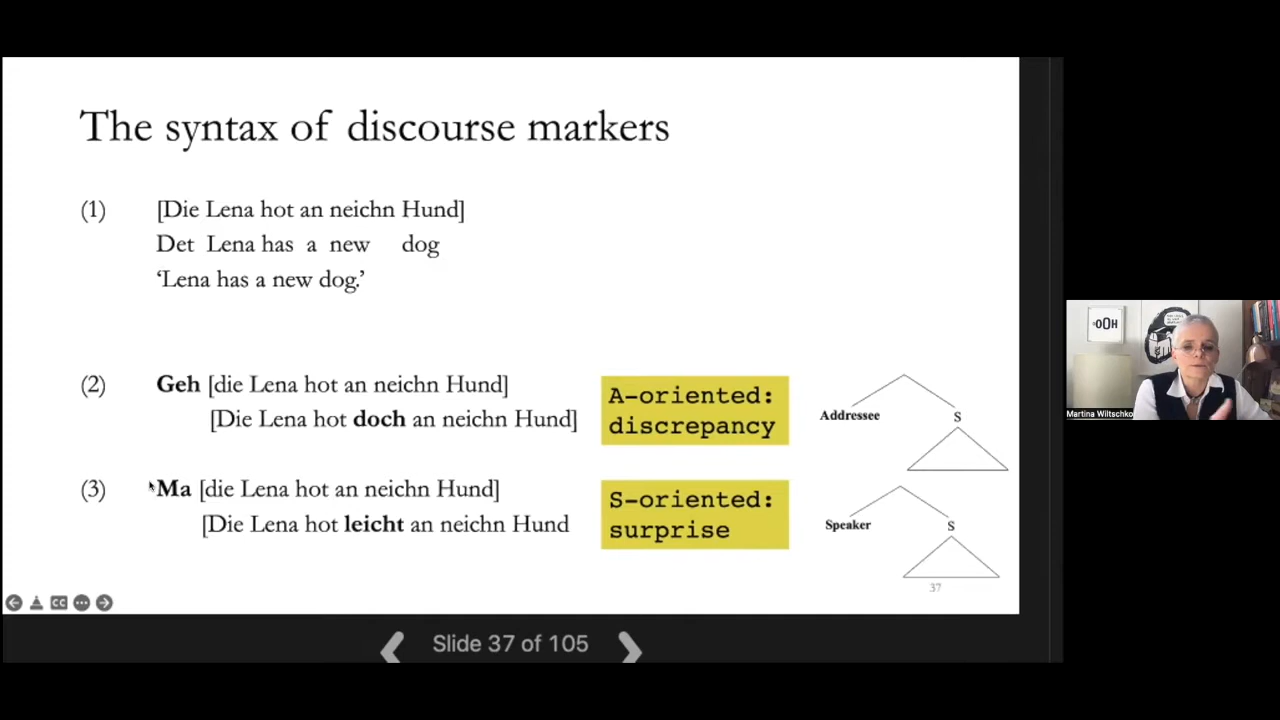 The syntax of discourse markers
(1) [Die Lena hot an neichn Hund]
Det Lena has a new dog
‘Lena has a new dog.’
(2) Geh [die Lena hot an neichn Hund]
[Die Lena hot doch an neichn Hund]
A-oriented:
discrepancy
Addressee
S
(3) Ma [die Lena hot an neichn Hund]
[Die Lena hot leicht an neichn Hund
S-oriented:
surprise
Speaker
S
37
CC
Slide 37 of 105
OOH
Martina Wiltschko